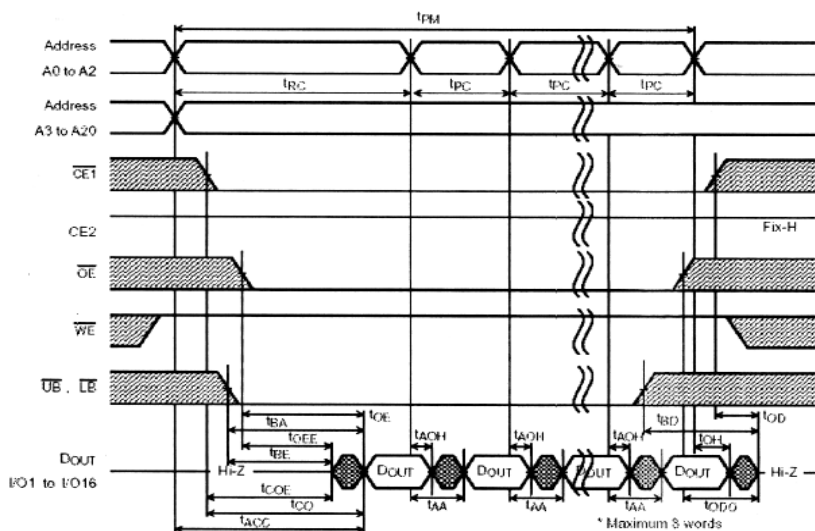 tPM
Address
A0 to A2
tRC tPC tPC tPC
Address
A3 to A20
CE1
CE2
Fix-H
OE
WE
UB , LB
tBA tOE
tBD tOD
tOEE
tAOH tAOH tAOH tOH
tBE
DOUT
I/O1 to I/O16
Hi-Z DOUT DOUT DOUT DOUT Hi-Z
tCOE
tAA tAA tAA tODO
tCO
tACC
* Maximum 8 words